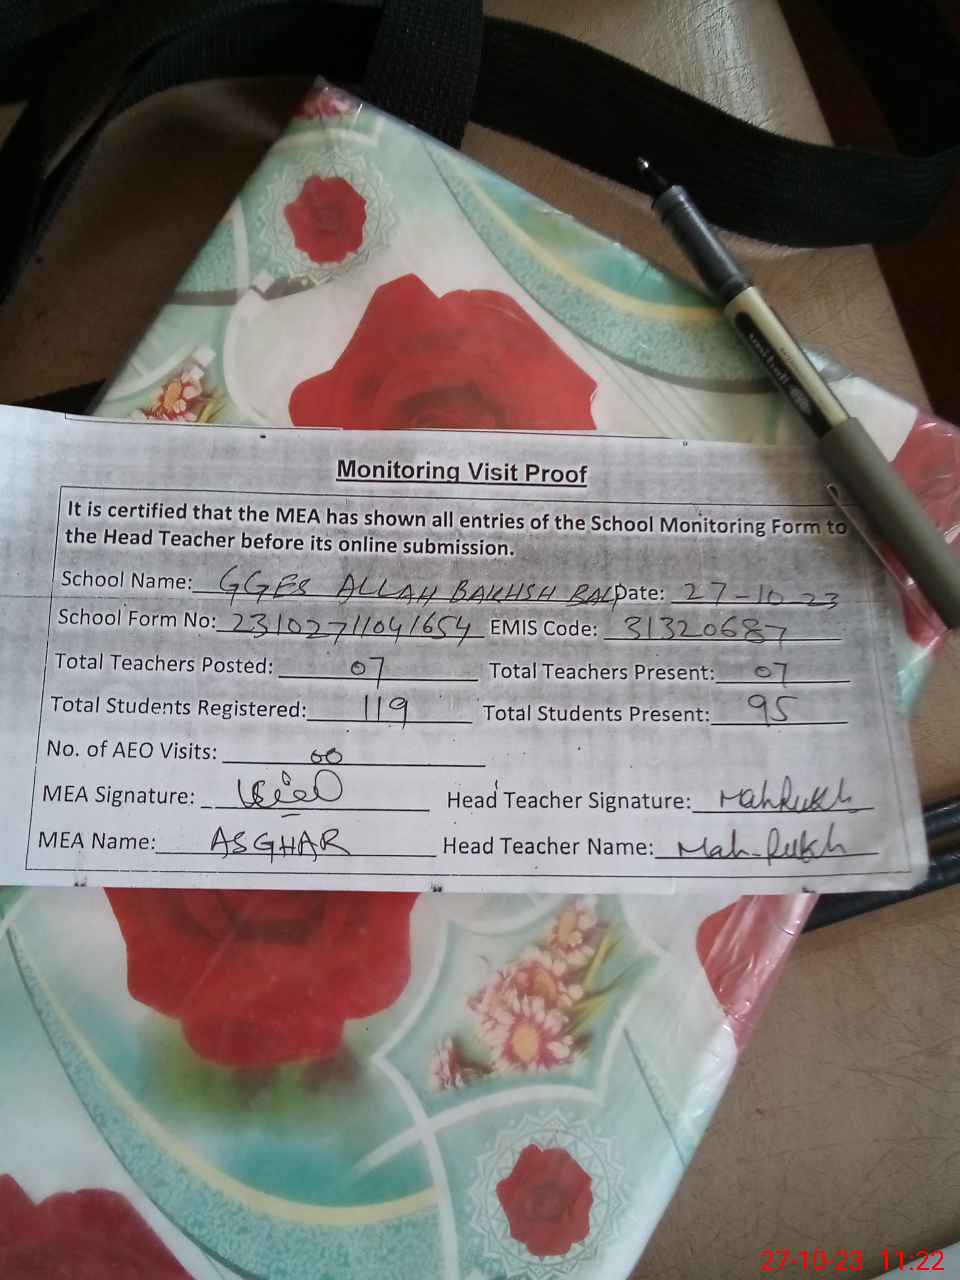 Monitoring Visit Proof
It is certified that the MEA has shown all entries of the School Monitoring Form to
the Head Teacher before its online submission.
School Name: GGES ALLAH BAKHSH BAL Date: 27-10-23
School Form No: 23102711041654 EMIS Code: 31320687
Total Teachers Posted: 07 Total Teachers Present: 07
Total Students Registered: 119 Total Students Present: 95
No. of AEO Visits: 00
MEA Signature: Head Teacher Signature: MahRukh
MEA Name: ASGHAR Head Teacher Name: Mah-Rukh
27-10-23 11:22